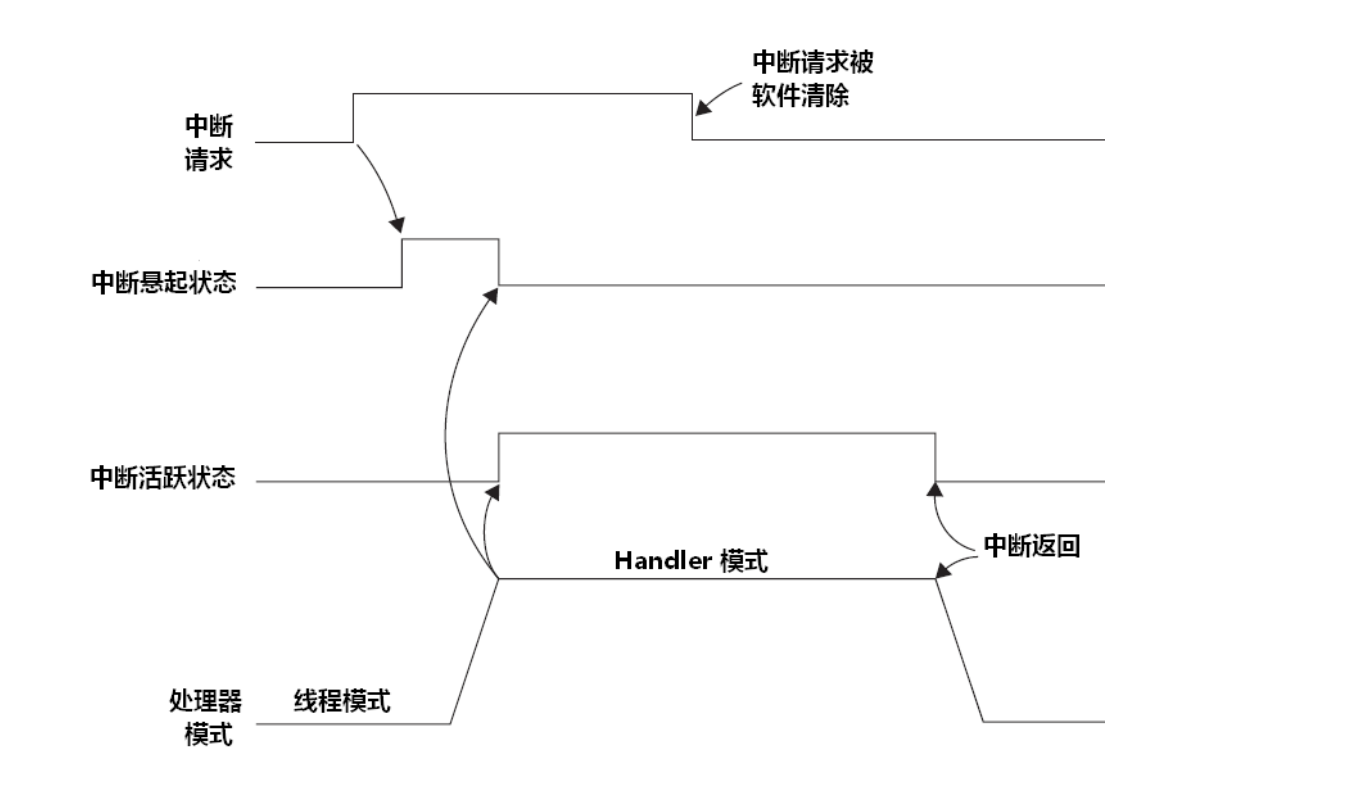 中断请求被
软件清除
中断
请求
中断悬起状态
中断活跃状态
中断返回
Handler 模式
处理器
模式
线程模式